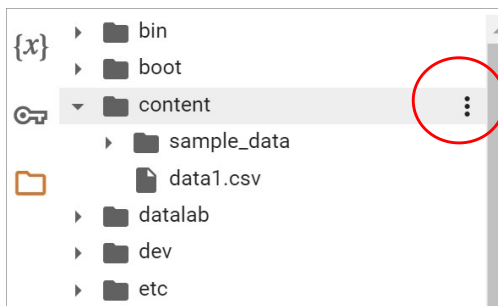 {x}
bin
boot
content
sample_data
data1.csv
datalab
dev
etc